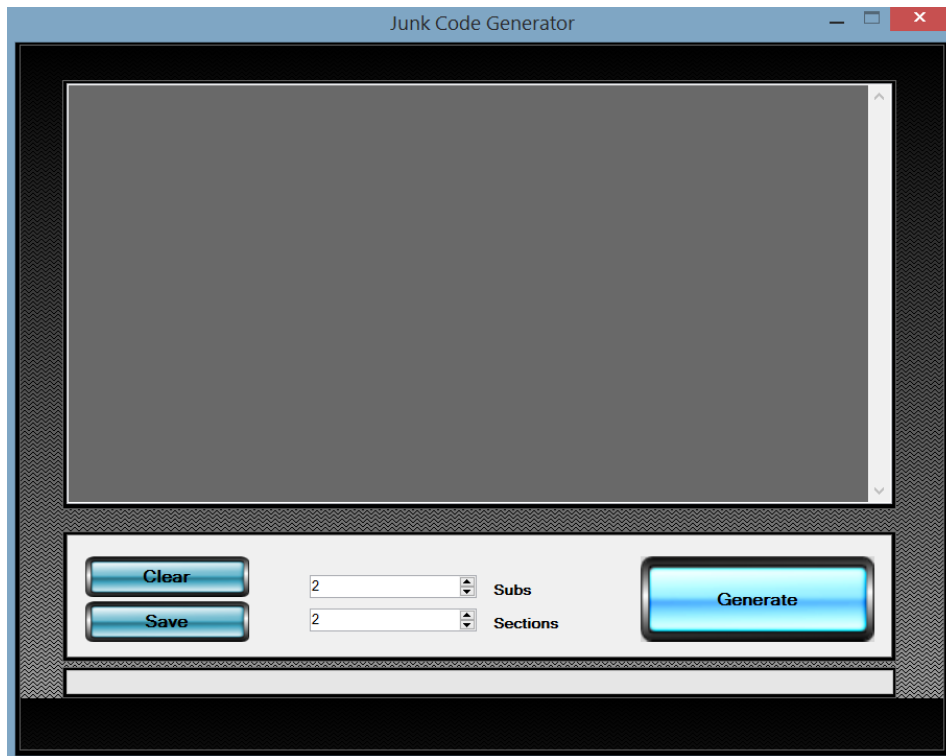 Junk Code Generator
Clear
Save
2
Subs
2
Sections
Generate